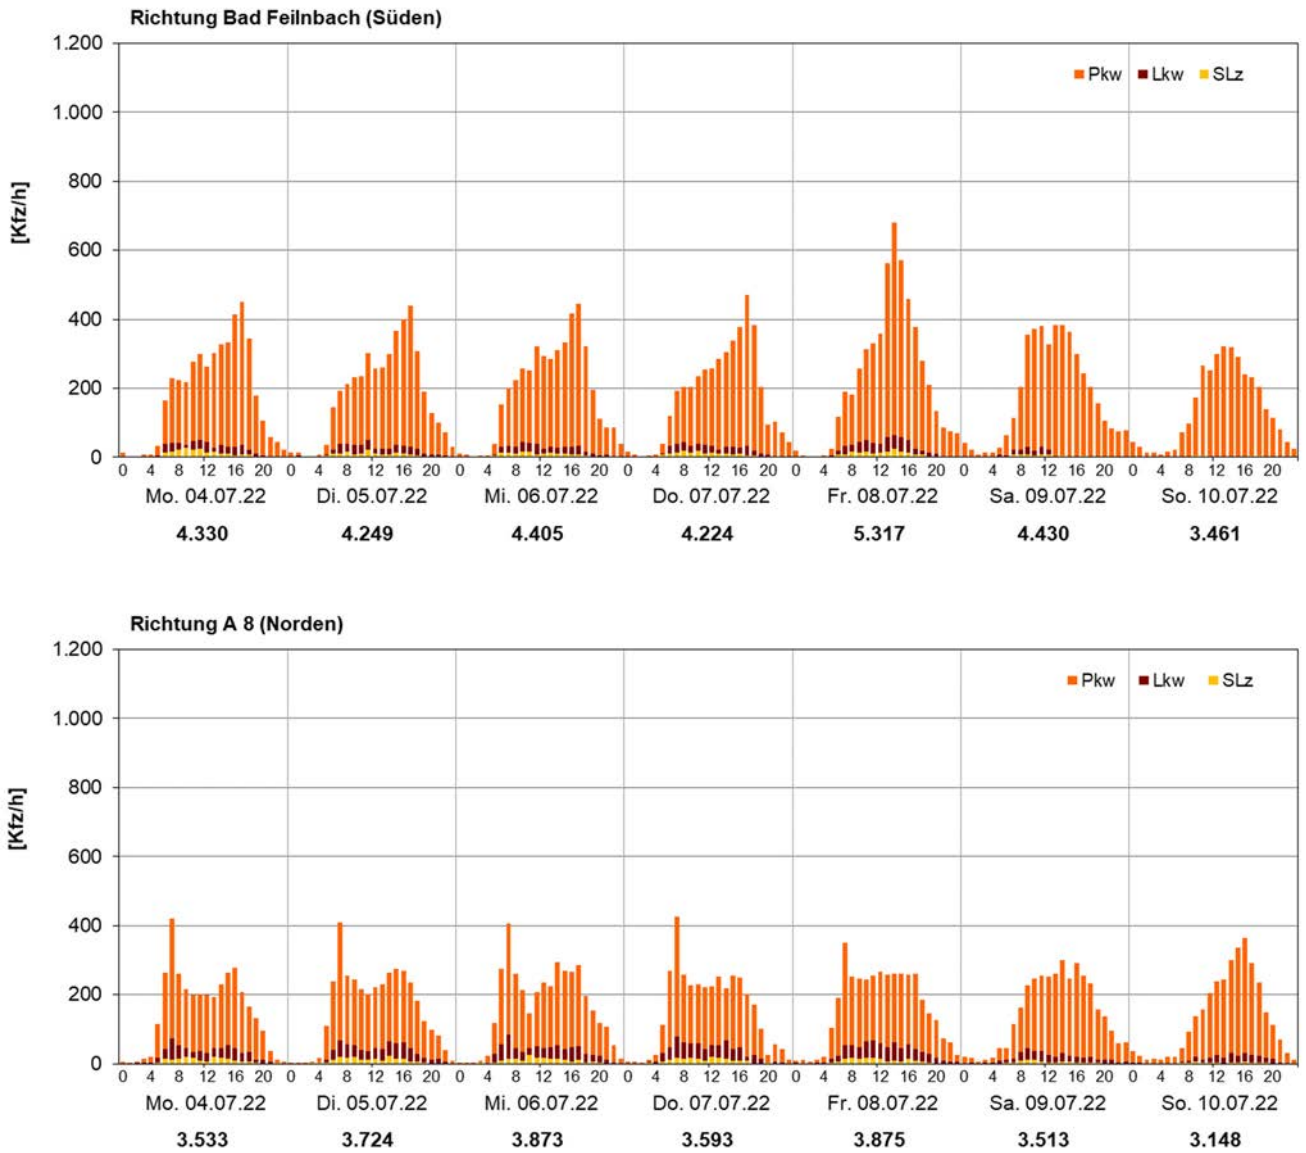 Richtung Bad Feilnbach (Süden)
1.200
1.000
800
600
400
200
0
[Kfz/h]
Pkw Lkw SLz
0 4 8 12 16 20 0 4 8 12 16 20 0 4 8 12 16 20 0 4 8 12 16 20 0 4 8 12 16 20 0 4 8 12 16 20 0 4 8 12 16 20
Mo. 04.07.22 Di. 05.07.22 Mi. 06.07.22 Do. 07.07.22 Fr. 08.07.22 Sa. 09.07.22 So. 10.07.22
4.330 4.249 4.405 4.224 5.317 4.430 3.461
Richtung A 8 (Norden)
1.200
1.000
800
600
400
200
0
[Kfz/h]
Pkw Lkw SLz
0 4 8 12 16 20 0 4 8 12 16 20 0 4 8 12 16 20 0 4 8 12 16 20 0 4 8 12 16 20 0 4 8 12 16 20 0 4 8 12 16 20
Mo. 04.07.22 Di. 05.07.22 Mi. 06.07.22 Do. 07.07.22 Fr. 08.07.22 Sa. 09.07.22 So. 10.07.22
3.533 3.724 3.873 3.593 3.875 3.513 3.148